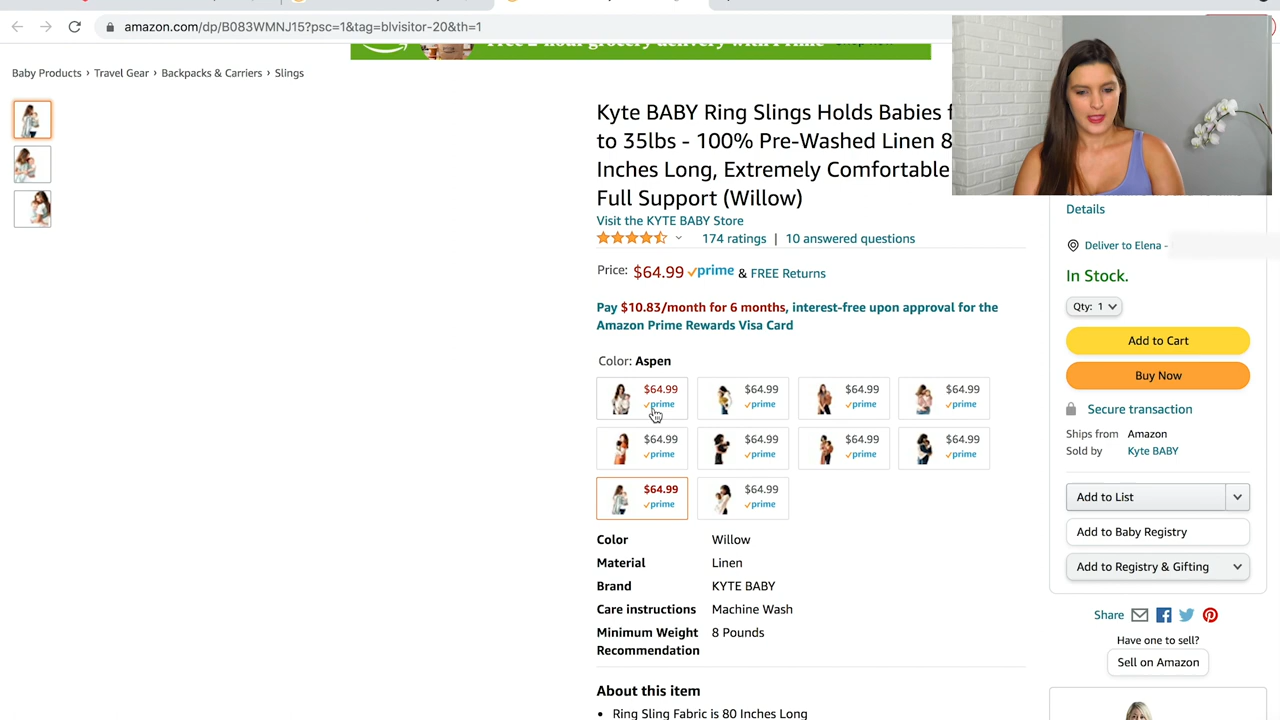 amazon.com/dp/B083WMNJ15?psc=1&tag=blvisitor-20&th=1
Free 2-hour grocery delivery with Prime
Baby Products › Travel Gear › Backpacks & Carriers › Slings
Kyte BABY Ring Slings Holds Babies
to 35lbs - 100% Pre-Washed Linen 8
Inches Long, Extremely Comfortable
Full Support (Willow)
Visit the KYTE BABY Store
174 ratings | 10 answered questions
Price: $64.99 prime & FREE Returns
Pay $10.83/month for 6 months, interest-free upon approval for the
Amazon Prime Rewards Visa Card
Color: Aspen
$64.99 $64.99 $64.99 $64.99
prime prime prime prime
$64.99 $64.99 $64.99 $64.99
prime prime prime prime
$64.99 $64.99
prime prime
Color Willow
Material Linen
Brand KYTE BABY
Care instructions Machine Wash
Minimum Weight 8 Pounds
Recommendation
About this item
• Ring Sling Fabric is 80 Inches Long
Details
Deliver to Elena -
In Stock.
Qty: 1
Add to Cart
Buy Now
Secure transaction
Ships from Amazon
Sold by Kyte BABY
Add to List
Add to Baby Registry
Add to Registry & Gifting
Share
Have one to sell?
Sell on Amazon